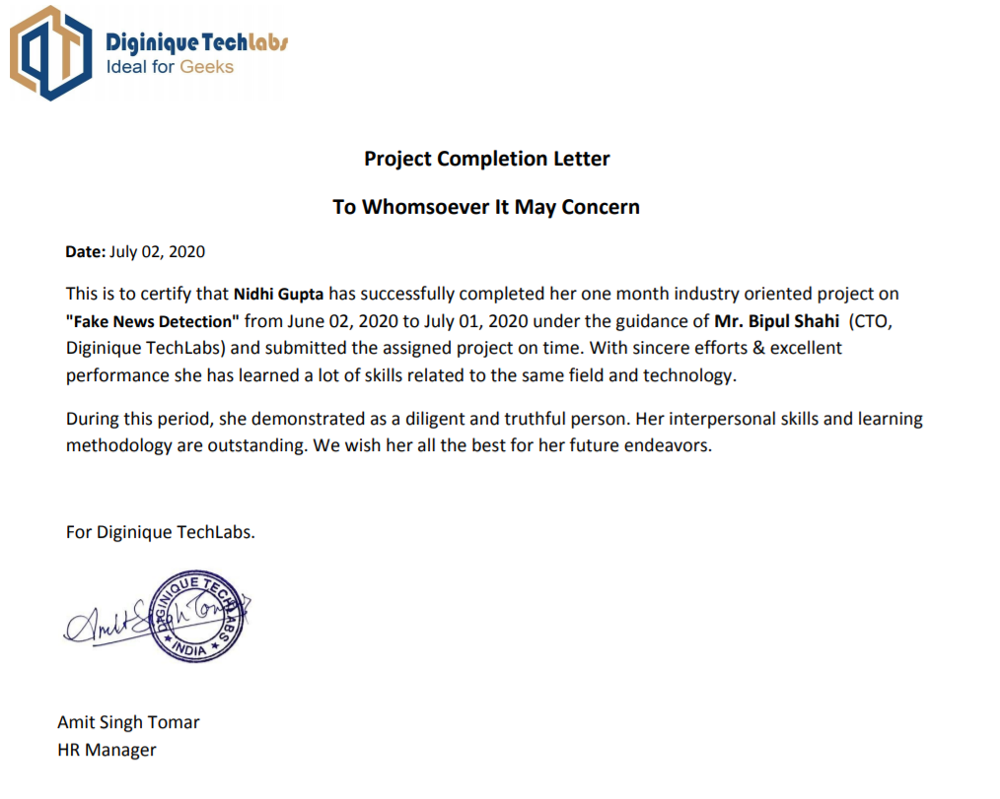 Diginique Techlabs
Ideal for Geeks
Project Completion Letter
To Whomsoever It May Concern
Date: July 02, 2020
This is to certify that Nidhi Gupta has successfully completed her one month industry oriented project on
"Fake News Detection" from June 02, 2020 to July 01, 2020 under the guidance of Mr. Bipul Shahi (CTO,
Diginique TechLabs) and submitted the assigned project on time. With sincere efforts & excellent
performance she has learned a lot of skills related to the same field and technology.
During this period, she demonstrated as a diligent and truthful person. Her interpersonal skills and learning
methodology are outstanding. We wish her all the best for her future endeavors.
For Diginique TechLabs.
Amit Singh Tomar
DIGINIQUE TECHLABS
★ INDIA ★
Amit Singh Tomar
HR Manager